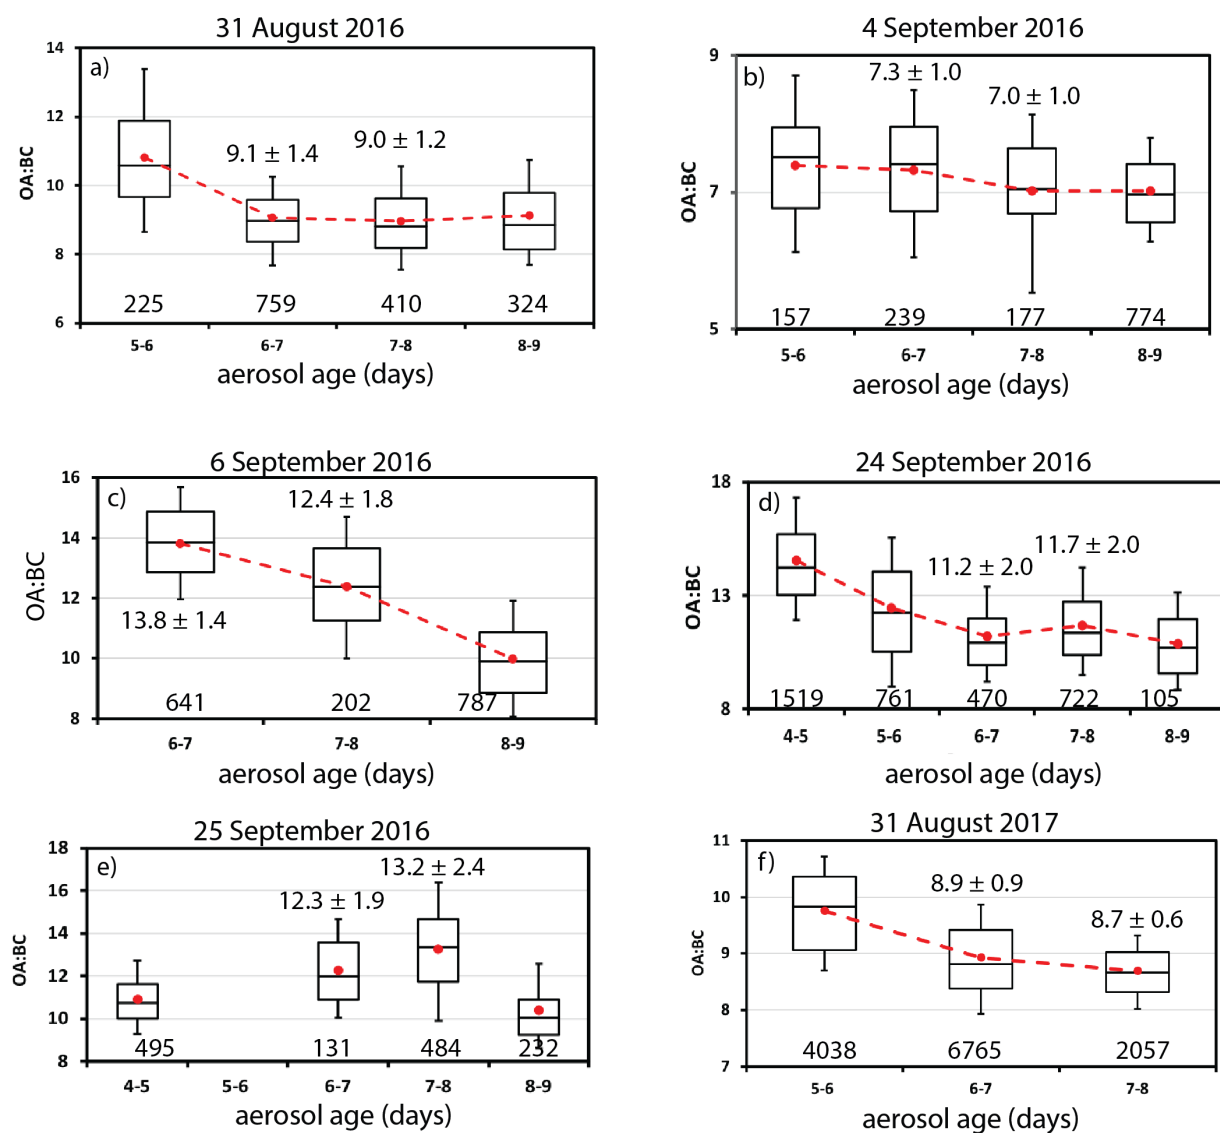 31 August 2016
a)
OA:BC
14
12
10
8
6
9.1 ± 1.4
9.0 ± 1.2
225 759 410 324
5-6 6-7 7-8 8-9
aerosol age (days)
4 September 2016
b)
OA:BC
9
7
5
7.3 ± 1.0
7.0 ± 1.0
157 239 177 774
5-6 6-7 7-8 8-9
aerosol age (days)
6 September 2016
c)
OA:BC
16
14
12
10
8
12.4 ± 1.8
13.8 ± 1.4
641 202 787
6-7 7-8 8-9
aerosol age (days)
24 September 2016
d)
OA:BC
18
13
8
11.7 ± 2.0
11.2 ± 2.0
1519 761 470 722 105
4-5 5-6 6-7 7-8 8-9
aerosol age (days)
25 September 2016
e)
OA:BC
18
16
14
12
10
8
13.2 ± 2.4
12.3 ± 1.9
495 131 484 232
4-5 5-6 6-7 7-8 8-9
aerosol age (days)
31 August 2017
f)
OA:BC
11
10
9
8
7
8.9 ± 0.9
8.7 ± 0.6
4038 6765 2057
5-6 6-7 7-8
aerosol age (days)